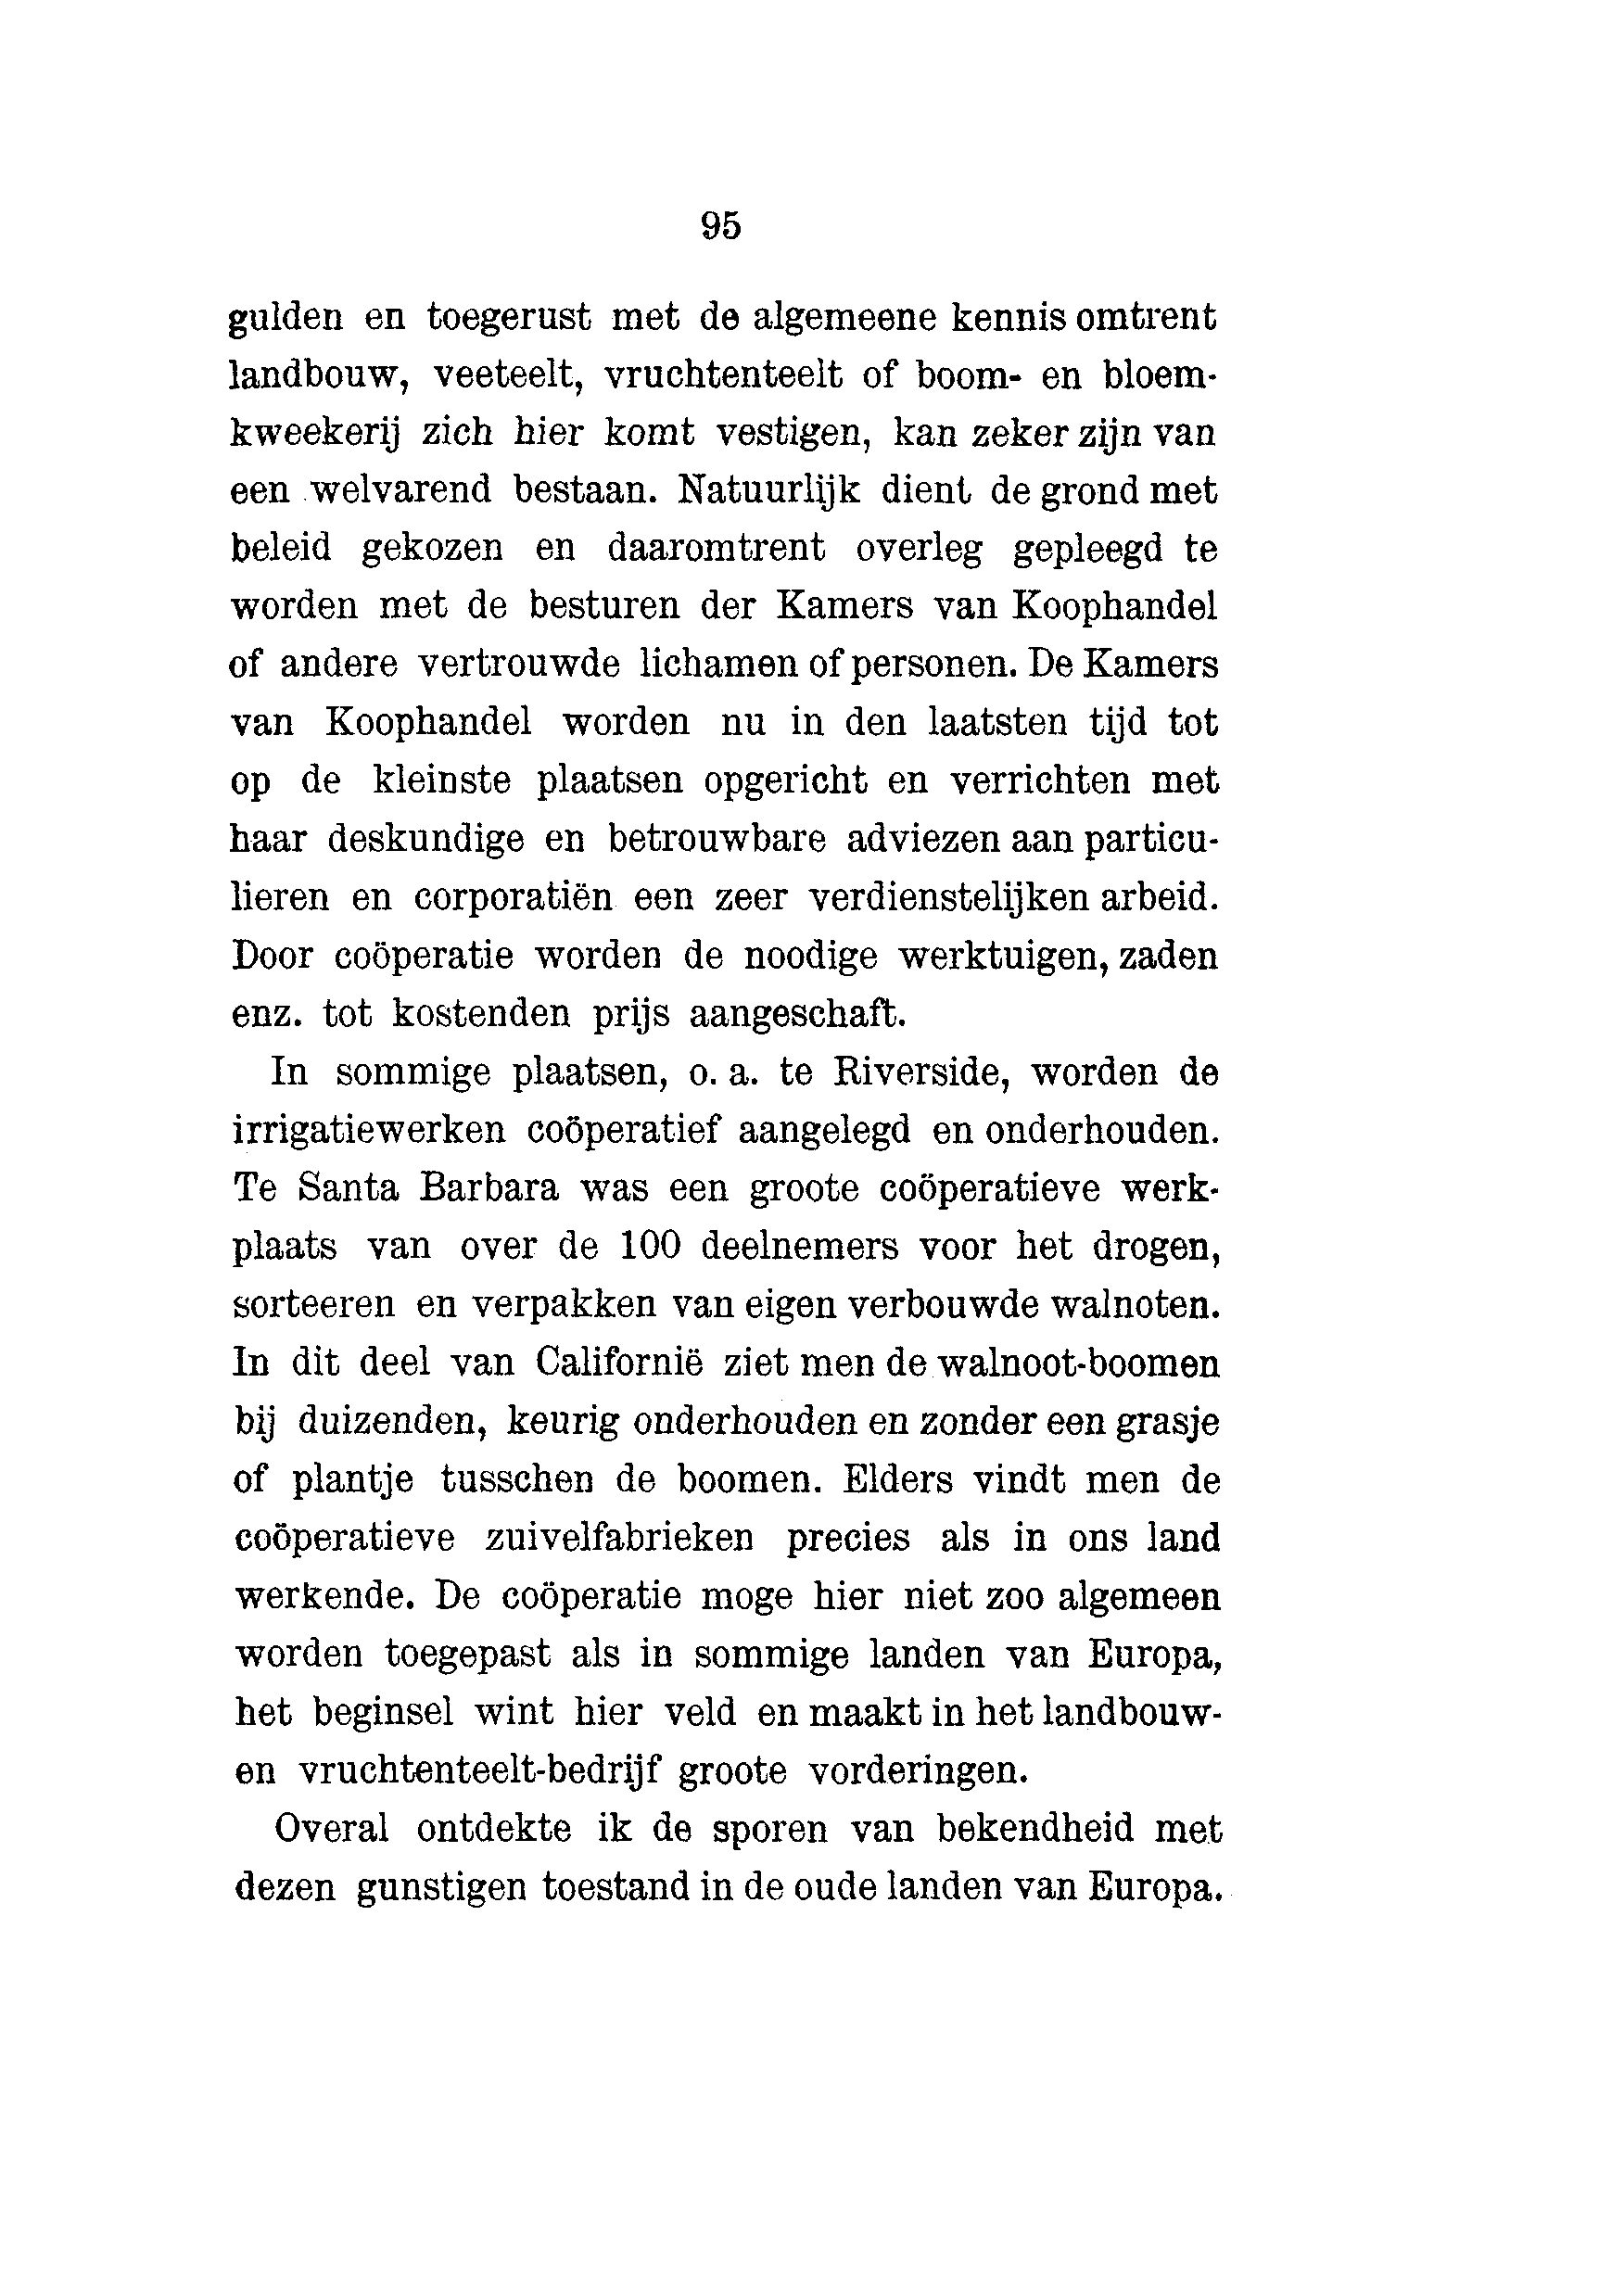 95
gulden en toegerust met de algemeene kennis omtrent
landbouw, veeteelt, vruchtenteelt of boom- en bloem-
kweekerij zich hier komt vestigen, kan zeker zijn van
een welvarend bestaan. Natuurlijk dient de grond met
beleid gekozen en daaromtrent overleg gepleegd te
worden met de besturen der Kamers van Koophandel
of andere vertrouwde lichamen of personen. De Kamers
van Koophandel worden nu in den laatsten tijd tot
op de kleinste plaatsen opgericht en verrichten met
haar deskundige en betrouwbare adviezen aan particu-
lieren en corporatiën een zeer verdienstelijken arbeid.
Door coöperatie worden de noodige werktuigen, zaden
enz. tot kostenden prijs aangeschaft.
In sommige plaatsen, o. a. te Riverside, worden de
irrigatiewerken coöperatief aangelegd en onderhouden.
Te Santa Barbara was een groote coöperatieve werk-
plaats van over de 100 deelnemers voor het drogen,
sorteeren en verpakken van eigen verbouwde walnoten.
In dit deel van Californië ziet men de walnoot-boomen
bij duizenden, keurig onderhouden en zonder een grasje
of plantje tusschen de boomen. Elders vindt men de
coöperatieve zuivelfabrieken precies als in ons land
werkende. De coöperatie moge hier niet zoo algemeen
worden toegepast als in sommige landen van Europa,
het beginsel wint hier veld en maakt in het landbouw-
en vruchtenteelt-bedrijf groote vorderingen.
Overal ontdekte ik de sporen van bekendheid met
dezen gunstigen toestand in de oude landen van Europa.